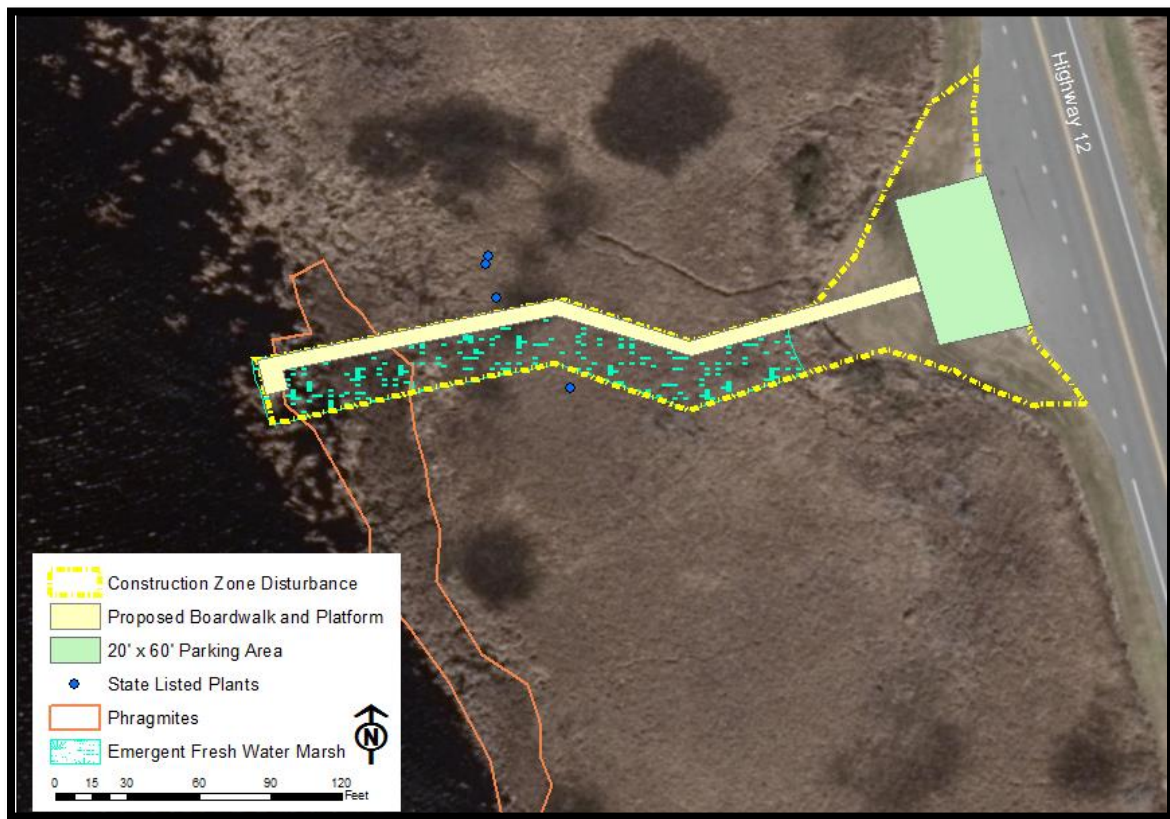 Highway 12
Construction Zone Disturbance
Proposed Boardwalk and Platform
20' x 60' Parking Area
State Listed Plants
Phragmites
Emergent Fresh Water Marsh
N
0 15 30 60 90 120
Feet